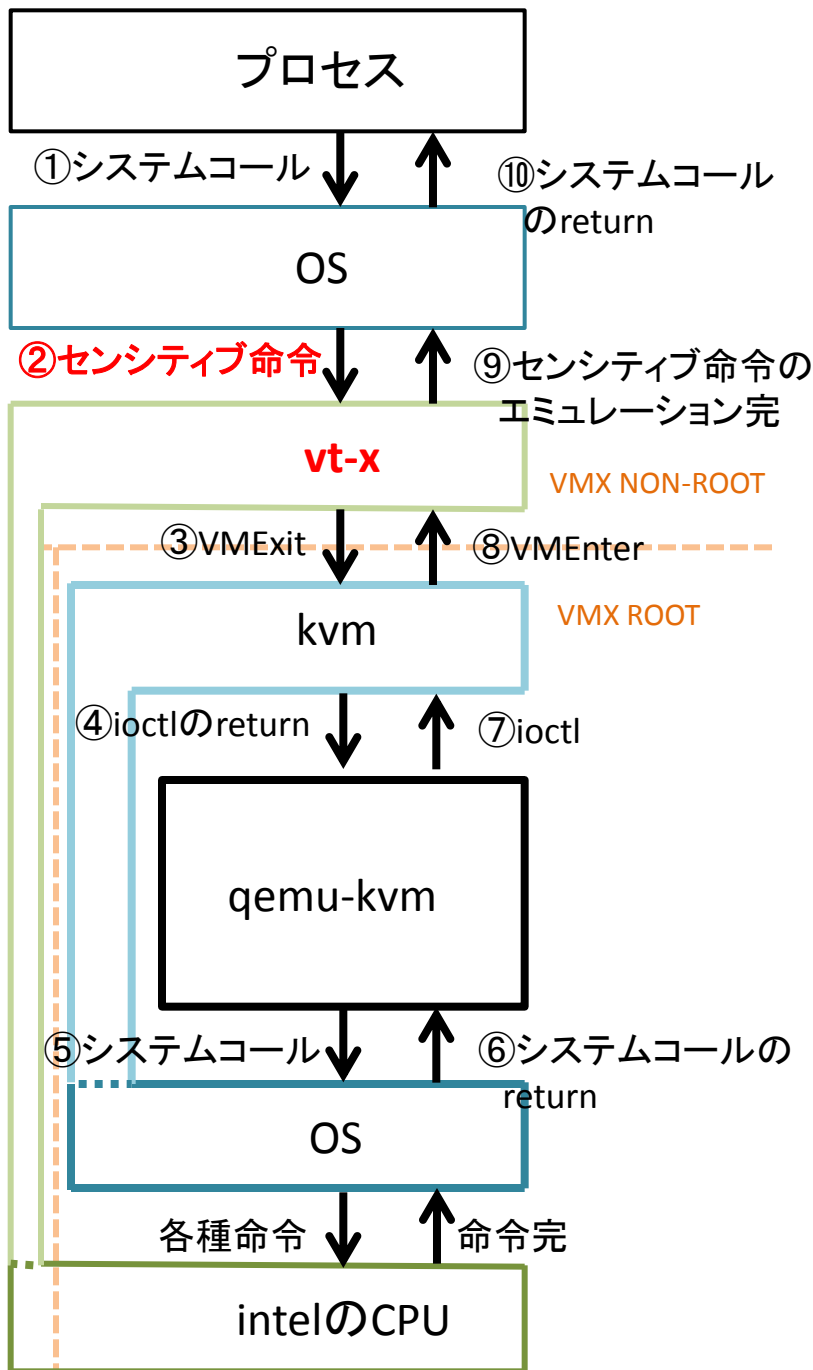 プロセス
①システムコール
⑩システムコール
のreturn
OS
②センシティブ命令
⑨センシティブ命令の
エミュレーション完
vt-x
VMX NON-ROOT
③VMExit
⑧VMEnter
kvm
VMX ROOT
④ioctlのreturn
⑦ioctl
qemu-kvm
⑤システムコール
⑥システムコールの
return
OS
各種命令
命令完
intelのCPU